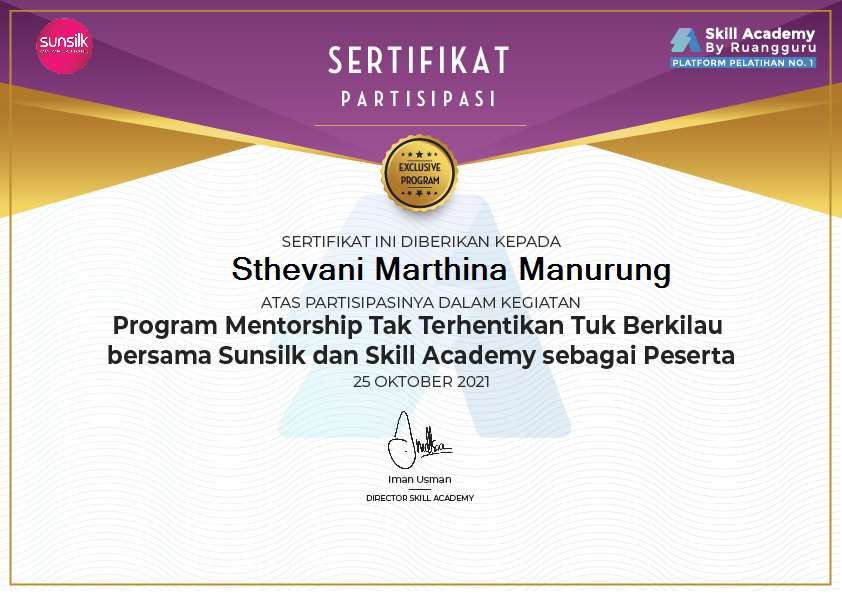 sunsilk
SERTIFIKAT
PARTISIPASI
Skill Academy
By Ruangguru
PLATFORM PELATIHAN NO. 1
EXCLUSIVE
PROGRAM
SERTIFIKAT INI DIBERIKAN KEPADA
Sthevani Marthina Manurung
ATAS PARTISIPASINYA DALAM KEGIATAN
Program Mentorship Tak Terhentikan Tuk Berkilau
bersama Sunsilk dan Skill Academy sebagai Peserta
25 OKTOBER 2021
Iman Usman
DIRECTOR SKILL ACADEMY